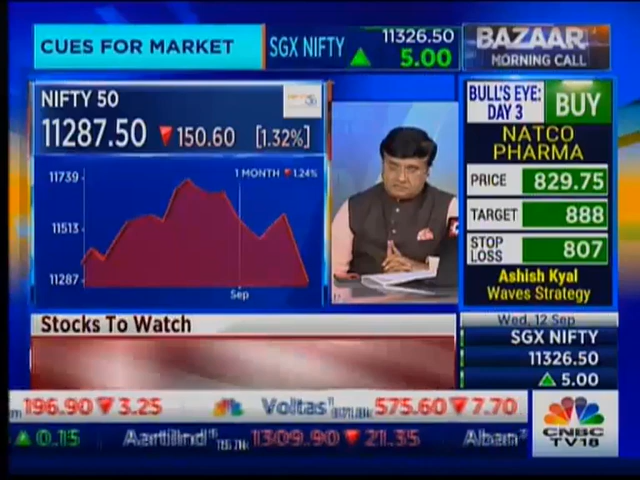 CUES FOR MARKET
SGX NIFTY
11326.50
▲ 5.00
BAZAAR
MORNING CALL
NIFTY 50
11287.50 ▼150.60 [1.32%]
1 MONTH ▼1.24%
11739
11513
11287
Sep
BULL'S EYE:
DAY 3
BUY
NATCO
PHARMA
PRICE 829.75
TARGET 888
STOP
LOSS 807
Ashish Kyal
Waves Strategy
Stocks To Watch
Wed, 12 Sep
SGX NIFTY
11326.50
▲ 5.00
196.90 ▼3.25 Voltas 575.60 ▼7.70
▲0.15 AartiInd 1309.90 ▼ 21.35
CNBC
TV18